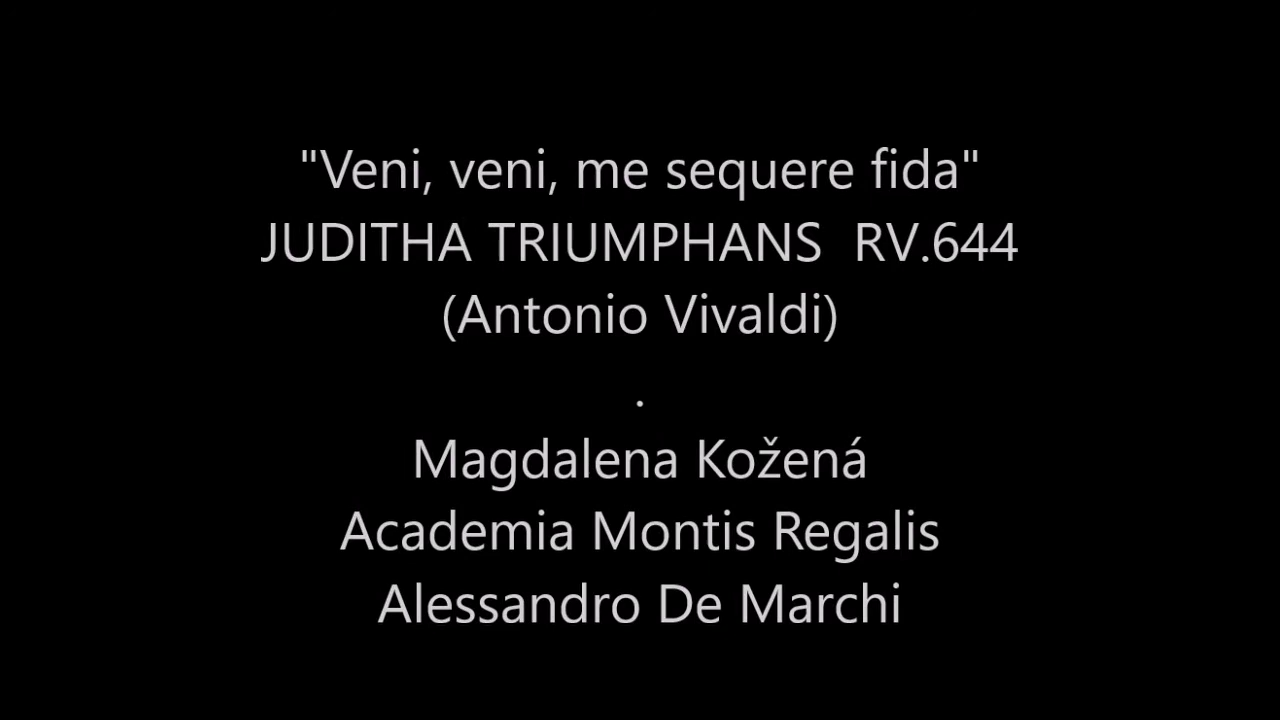 "Veni, veni, me sequere fida"
JUDITHA TRIUMPHANS  RV.644
(Antonio Vivaldi)
.
Magdalena Kožená
Academia Montis Regalis
Alessandro De Marchi